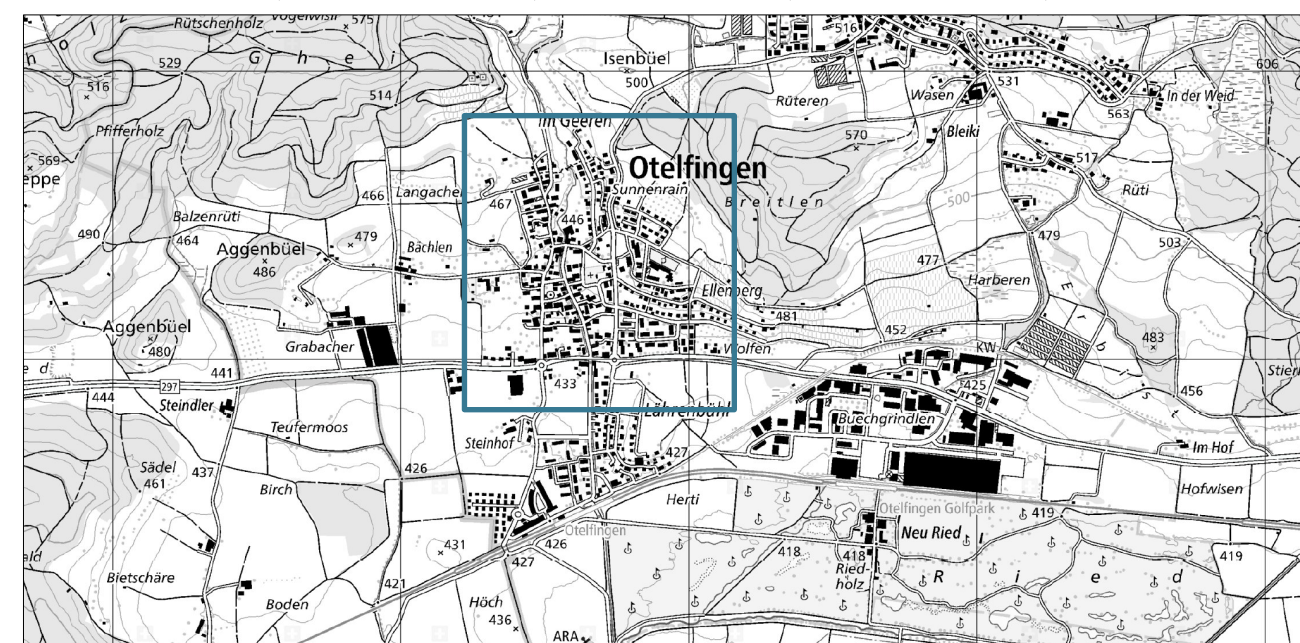 Rütschenholz
575
516
Isenbüel
500
529
G h e i
514
516
Pfifferholz
569
Rüteren
Wasen
531
In der Weid
606
563
Im Geeren
570
Bleiki
Otelfingen
517
466
Langache
467
Sunnenrain
Breitlen
500
Rüti
Balzenrüti
446
490
464
Aggenbüel
479
Bächlen
479
503
486
477
Harberen
Ellenberg
E r b i s t
481
Aggenbüel
480
Grabacher
452
483
Wolfen
KW
441
433
425
297
444
Steindler
456
Lährenbühl
Buechgrindlen
Teufermoos
Steinhof
Im Hof
427
Sädel
461
437
426
Birch
Herti
Hofwisen
Otelfingen Golfpark
419
Otelfingen
Neu Ried
431
426
427
418
418
Riedholz
419
Bietschäre
421
R i e d
Boden
Höch
436
ARA